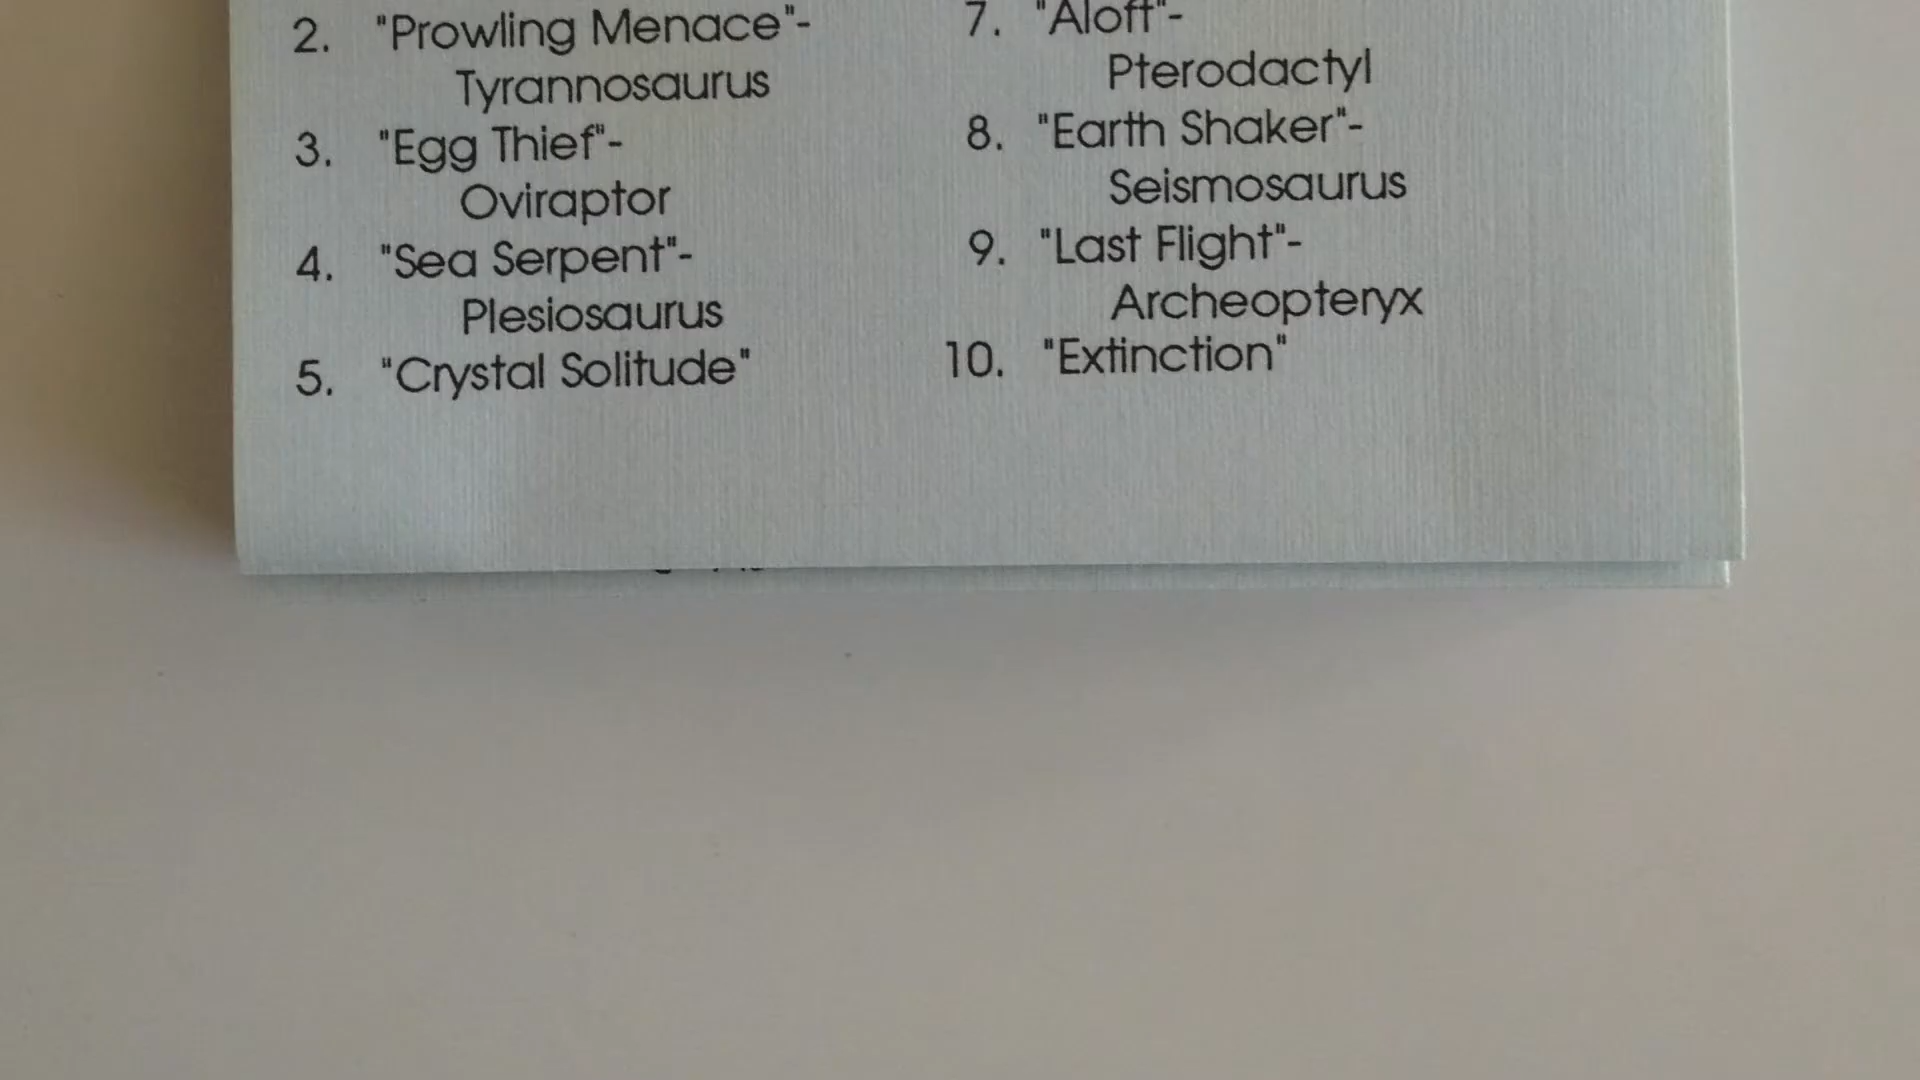 2. "Prowling Menace"-
Tyrannosaurus
3. "Egg Thief"-
Oviraptor
4. "Sea Serpent"-
Plesiosaurus
5. "Crystal Solitude"
7. "Aloft"-
Pterodactyl
8. "Earth Shaker"-
Seismosaurus
9. "Last Flight"-
Archeopteryx
10. "Extinction"